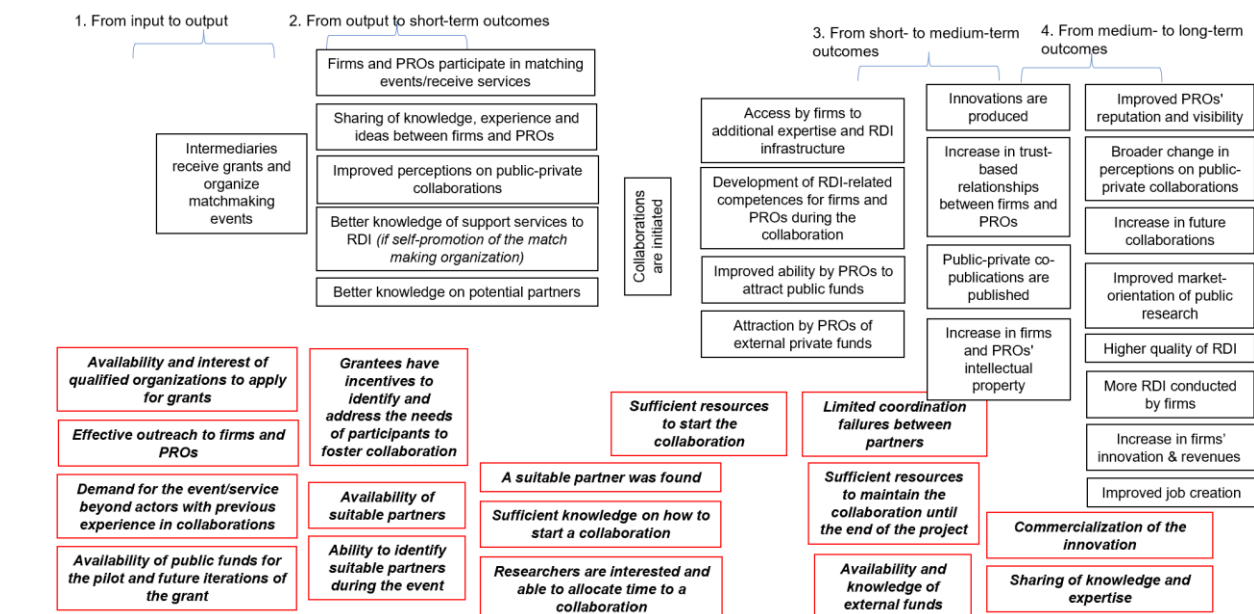 1. From input to output
2. From output to short-term outcomes
3. From short- to medium-term
outcomes
4. From medium- to long-term
outcomes
Intermediaries
receive grants and
organize
matchmaking
events
Firms and PROs participate in matching
events/receive services
Sharing of knowledge, experience and
ideas between firms and PROs
Improved perceptions on public-private
collaborations
Better knowledge of support services to
RDI (if self-promotion of the match
making organization)
Better knowledge on potential partners
Collaborations
are initiated
Access by firms to
additional expertise and RDI
infrastructure
Development of RDI-related
competences for firms and
PROs during the
collaboration
Improved ability by PROs to
attract public funds
Attraction by PROs of
external private funds
Innovations are
produced
Increase in trust-
based
relationships
between firms and
PROs
Public-private co-
publications are
published
Increase in firms
and PROs'
intellectual
property
Improved PROs'
reputation and visibility
Broader change in
perceptions on public-
private collaborations
Increase in future
collaborations
Improved market-
orientation of public
research
Higher quality of RDI
More RDI conducted
by firms
Increase in firms’
innovation & revenues
Improved job creation
Availability and interest of
qualified organizations to apply
for grants
Effective outreach to firms and
PROs
Demand for the event/service
beyond actors with previous
experience in collaborations
Availability of public funds for
the pilot and future iterations of
the grant
Grantees have
incentives to
identify and
address the needs
of participants to
foster collaboration
Availability of
suitable partners
Ability to identify
suitable partners
during the event
A suitable partner was found
Sufficient knowledge on how to
start a collaboration
Researchers are interested and
able to allocate time to a
collaboration
Sufficient resources
to start the
collaboration
Limited coordination
failures between
partners
Sufficient resources
to maintain the
collaboration until
the end of the project
Availability and
knowledge of
external funds
Commercialization of the
innovation
Sharing of knowledge and
expertise